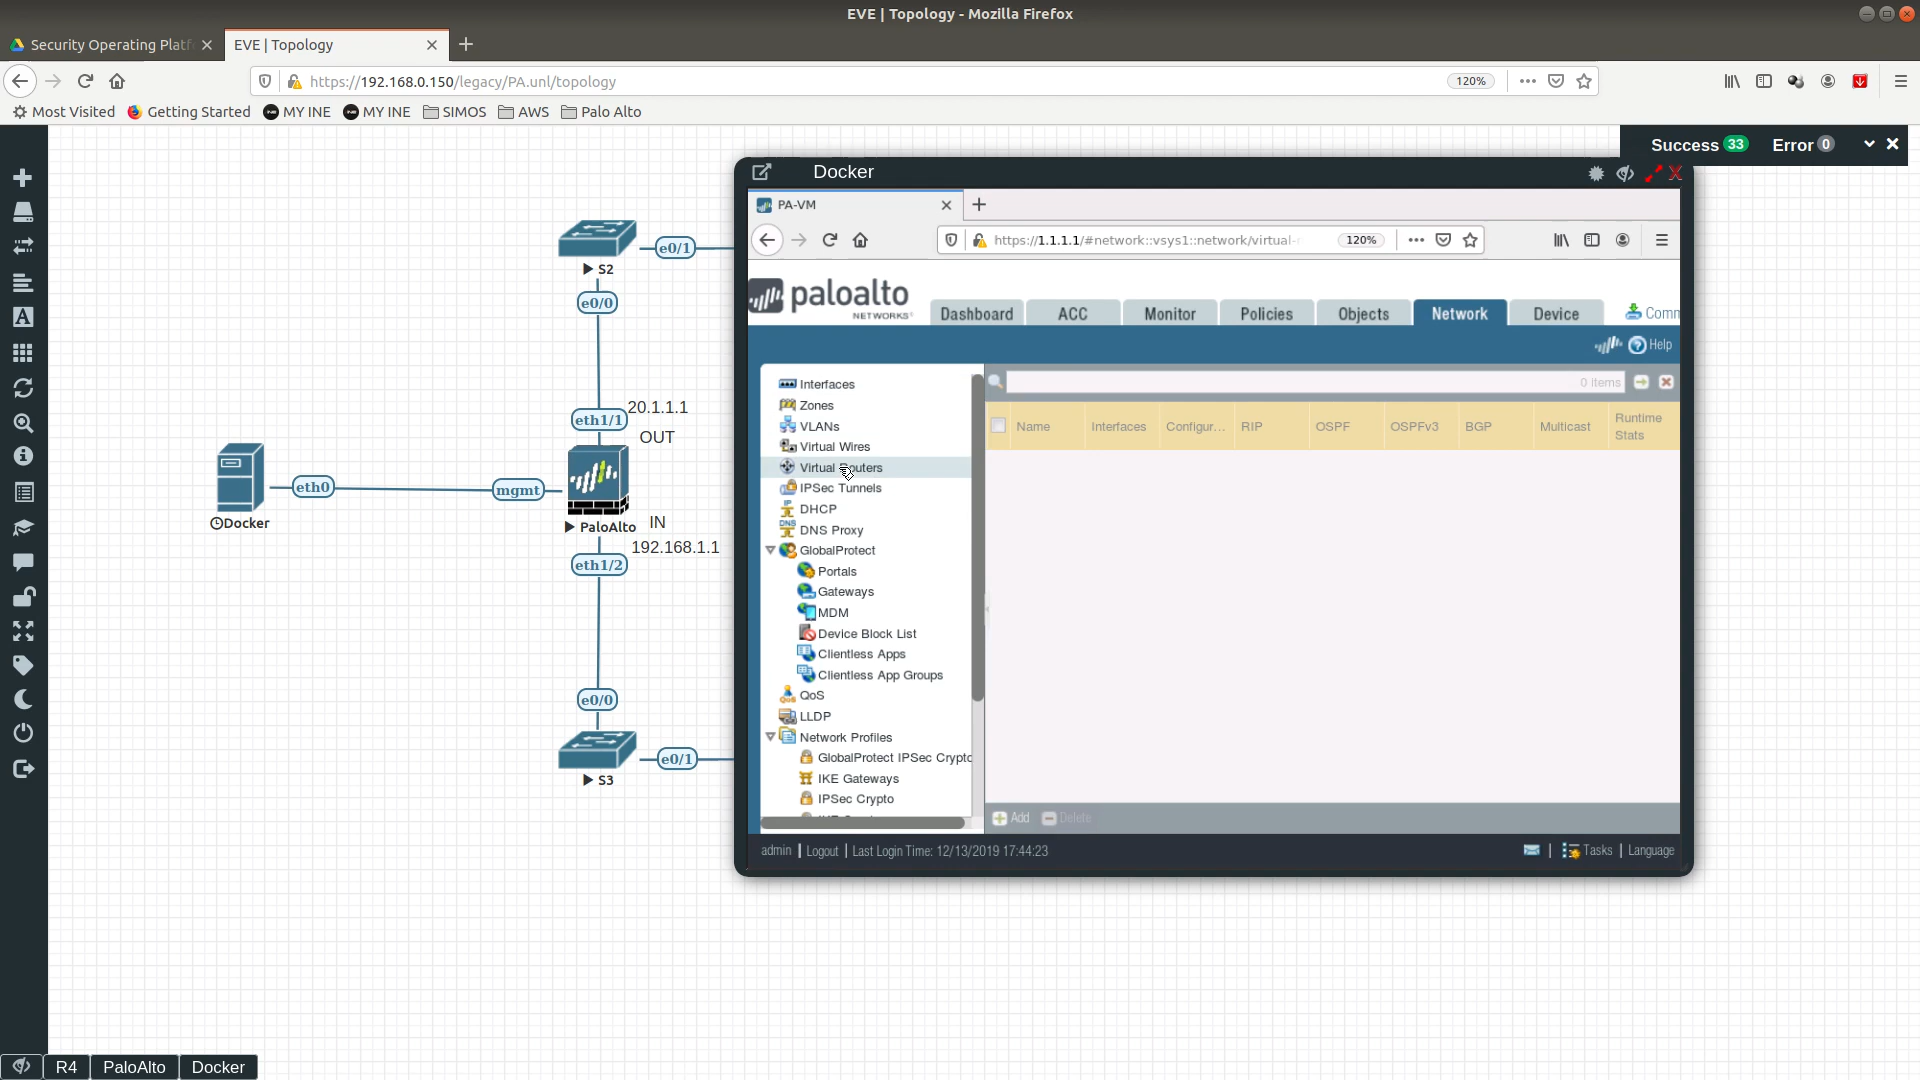 EVE | Topology - Mozilla Firefox
Security Operating Platf
EVE | Topology
https://192.168.0.150/legacy/PA.unl/topology
120%
Most Visited
Getting Started
MY INE
MY INE
SIMOS
AWS
Palo Alto
Success 33
Error 0
Docker
PA-VM
https://1.1.1.1/#network::vsys1::network/virtual-
120%
paloalto
NETWORKS
Dashboard
ACC
Monitor
Policies
Objects
Network
Device
Comm
Help
Interfaces
Zones
VLANs
Virtual Wires
Virtual Routers
IPSec Tunnels
DHCP
DNS Proxy
GlobalProtect
Portals
Gateways
MDM
Device Block List
Clientless Apps
Clientless App Groups
QoS
LLDP
Network Profiles
GlobalProtect IPSec Crypto
IKE Gateways
IPSec Crypto
0 items
Name
Interfaces
Configur...
RIP
OSPF
OSPFv3
BGP
Multicast
Runtime
Stats
Add
Delete
admin | Logout | Last Login Time: 12/13/2019 17:44:23
Tasks | Language
S2
e0/1
e0/0
20.1.1.1
eth1/1
OUT
eth0
mgmt
Docker
PaloAlto
IN
192.168.1.1
eth1/2
e0/0
e0/1
S3
R4
PaloAlto
Docker